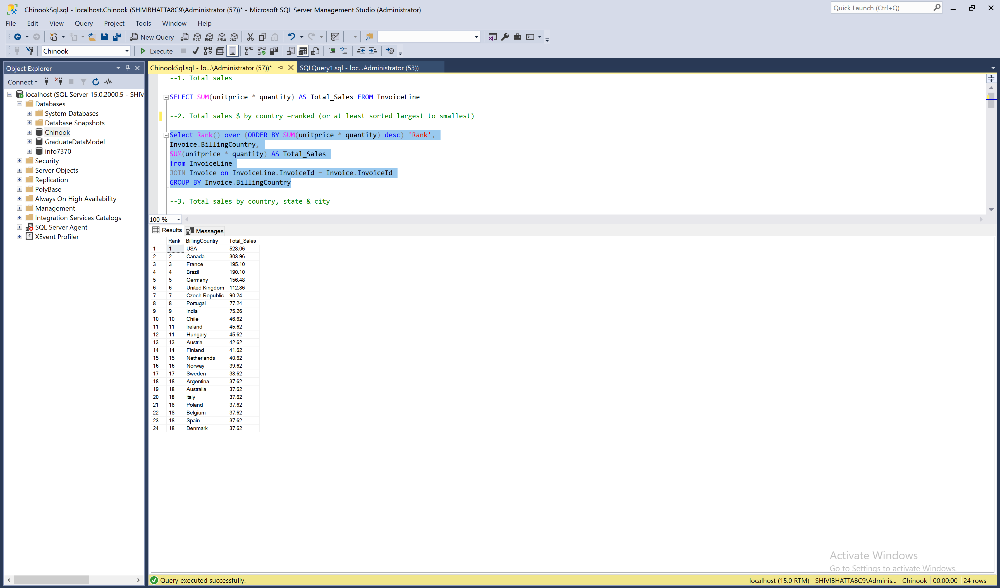 ChinookSql.sql - localhost.Chinook (SHIVIBHATTA8C9\Administrator (57))* - Microsoft SQL Server Management Studio (Administrator)
Quick Launch (Ctrl+Q)
File Edit View Query Project Tools Window Help
New Query MDX DMX XMLA DAX
Chinook Execute
Object Explorer
Connect
localhost (SQL Server 15.0.2000.5 - SHIV
Databases
System Databases
Database Snapshots
Chinook
GraduateDataModel
info7370
Security
Server Objects
Replication
PolyBase
Always On High Availability
Management
Integration Services Catalogs
SQL Server Agent
XEvent Profiler
ChinookSql.sql - lo...\Administrator (57))* SQLQuery1.sql - loc...Administrator (53))
--1. Total sales
SELECT SUM(unitprice * quantity) AS Total_Sales FROM InvoiceLine
--2. Total sales $ by country –ranked (or at least sorted largest to smallest)
Select Rank() over (ORDER BY SUM(unitprice * quantity) desc) 'Rank',
Invoice.BillingCountry,
SUM(unitprice * quantity) AS Total_Sales
from InvoiceLine
JOIN Invoice on InvoiceLine.InvoiceId = Invoice.InvoiceId
GROUP BY Invoice.BillingCountry
--3. Total sales by country, state & city
100 %
Results Messages
Rank BillingCountry Total_Sales
1 1 USA 523.06
2 2 Canada 303.96
3 3 France 195.10
4 4 Brazil 190.10
5 5 Germany 156.48
6 6 United Kingdom 112.86
7 7 Czech Republic 90.24
8 8 Portugal 77.24
9 9 India 75.26
10 10 Chile 46.62
11 11 Ireland 45.62
12 11 Hungary 45.62
13 13 Austria 42.62
14 14 Finland 41.62
15 15 Netherlands 40.62
16 16 Norway 39.62
17 17 Sweden 38.62
18 18 Argentina 37.62
19 18 Australia 37.62
20 18 Italy 37.62
21 18 Poland 37.62
22 18 Belgium 37.62
23 18 Spain 37.62
24 18 Denmark 37.62
Activate Windows
Go to Settings to activate Windows.
Query executed successfully. localhost (15.0 RTM) SHIVIBHATTA8C9\Adminis... Chinook 00:00:00 24 rows